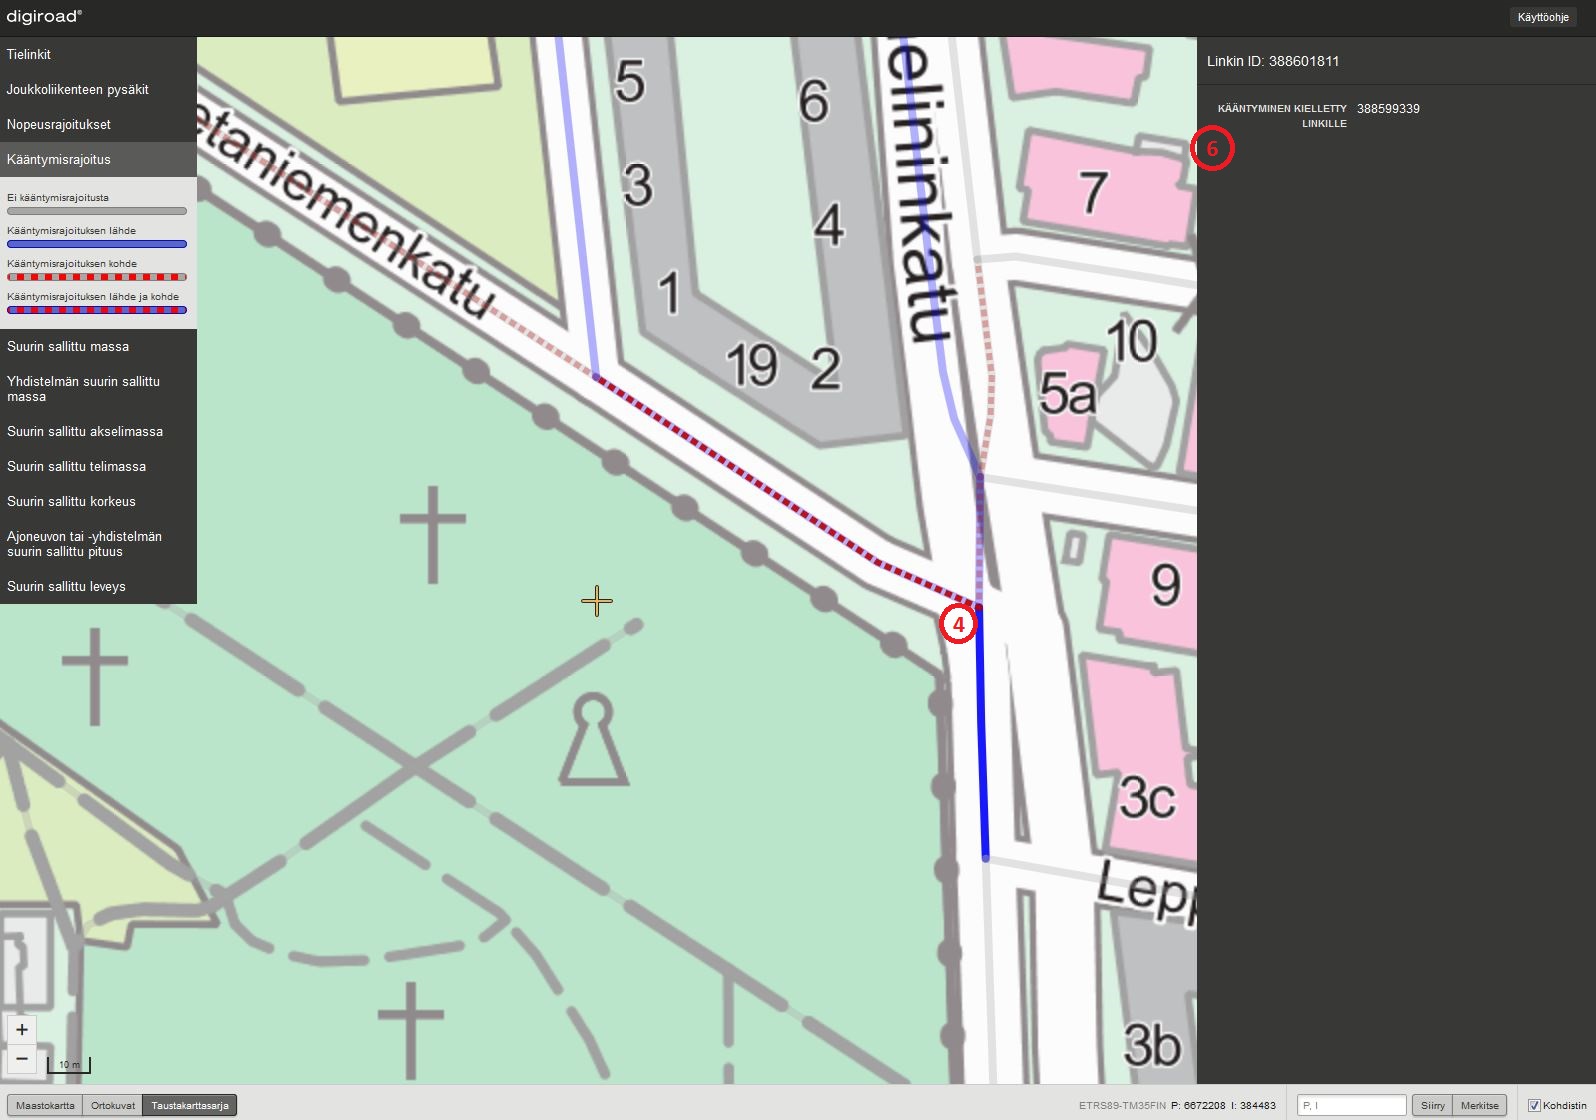 digiroad®
Käyttöohje
Tielinkit
Joukkoliikenteen pysäkit
Nopeusrajoitukset
Kääntymisrajoitus
Ei kääntymisrajoitusta
Kääntymisrajoituksen lähde
Kääntymisrajoituksen kohde
Kääntymisrajoituksen lähde ja kohde
Suurin sallittu massa
Yhdistelmän suurin sallittu
massa
Suurin sallittu akselimassa
Suurin sallittu telimassa
Suurin sallittu korkeus
Ajoneuvon tai -yhdistelmän
suurin sallittu pituus
Suurin sallittu leveys
etaniemenkatu
elininkatu
5
6
3
4
1
19
2
7
10
5a
9
3c
Lepp
3b
4
6
Linkin ID: 388601811
KÄÄNTYMINEN KIELLETTY
LINKILLE
388599339
+
−
10 m
Maastokartta
Ortokuvat
Taustakarttasarja
ETRS89-TM35FIN P: 6672208 I: 384483
P, I
Siirry
Merkitse
Kohdistin